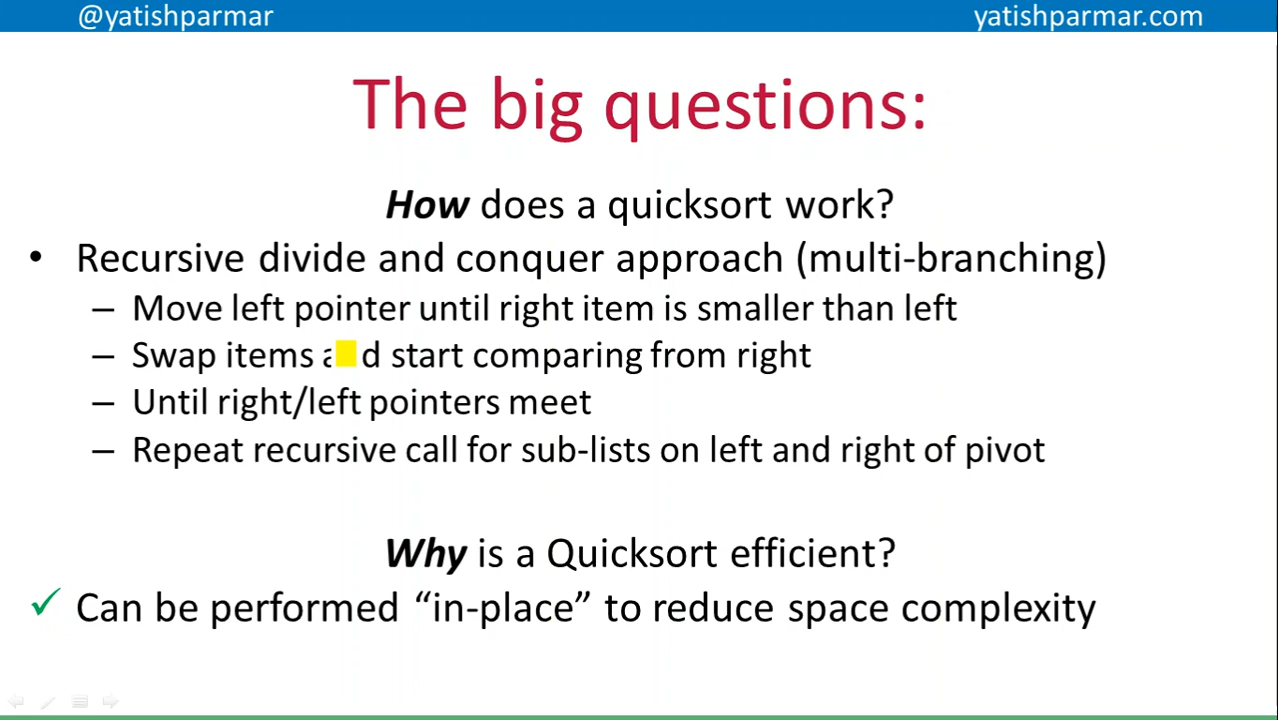 @yatishparmar yatishparmar.com
The big questions:
How does a quicksort work?
• Recursive divide and conquer approach (multi-branching)
– Move left pointer until right item is smaller than left
– Swap items a d start comparing from right
– Until right/left pointers meet
– Repeat recursive call for sub-lists on left and right of pivot
Why is a Quicksort efficient?
✓ Can be performed “in-place” to reduce space complexity